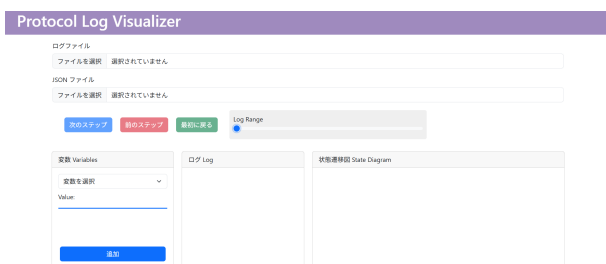 Protocol Log Visualizer
ログファイル
ファイルを選択 選択されていません
JSON ファイル
ファイルを選択 選択されていません
次のステップ 前のステップ 最初に戻る Log Range
変数 Variables ログ Log 状態遷移図 State Diagram
変数を選択
Value:
追加